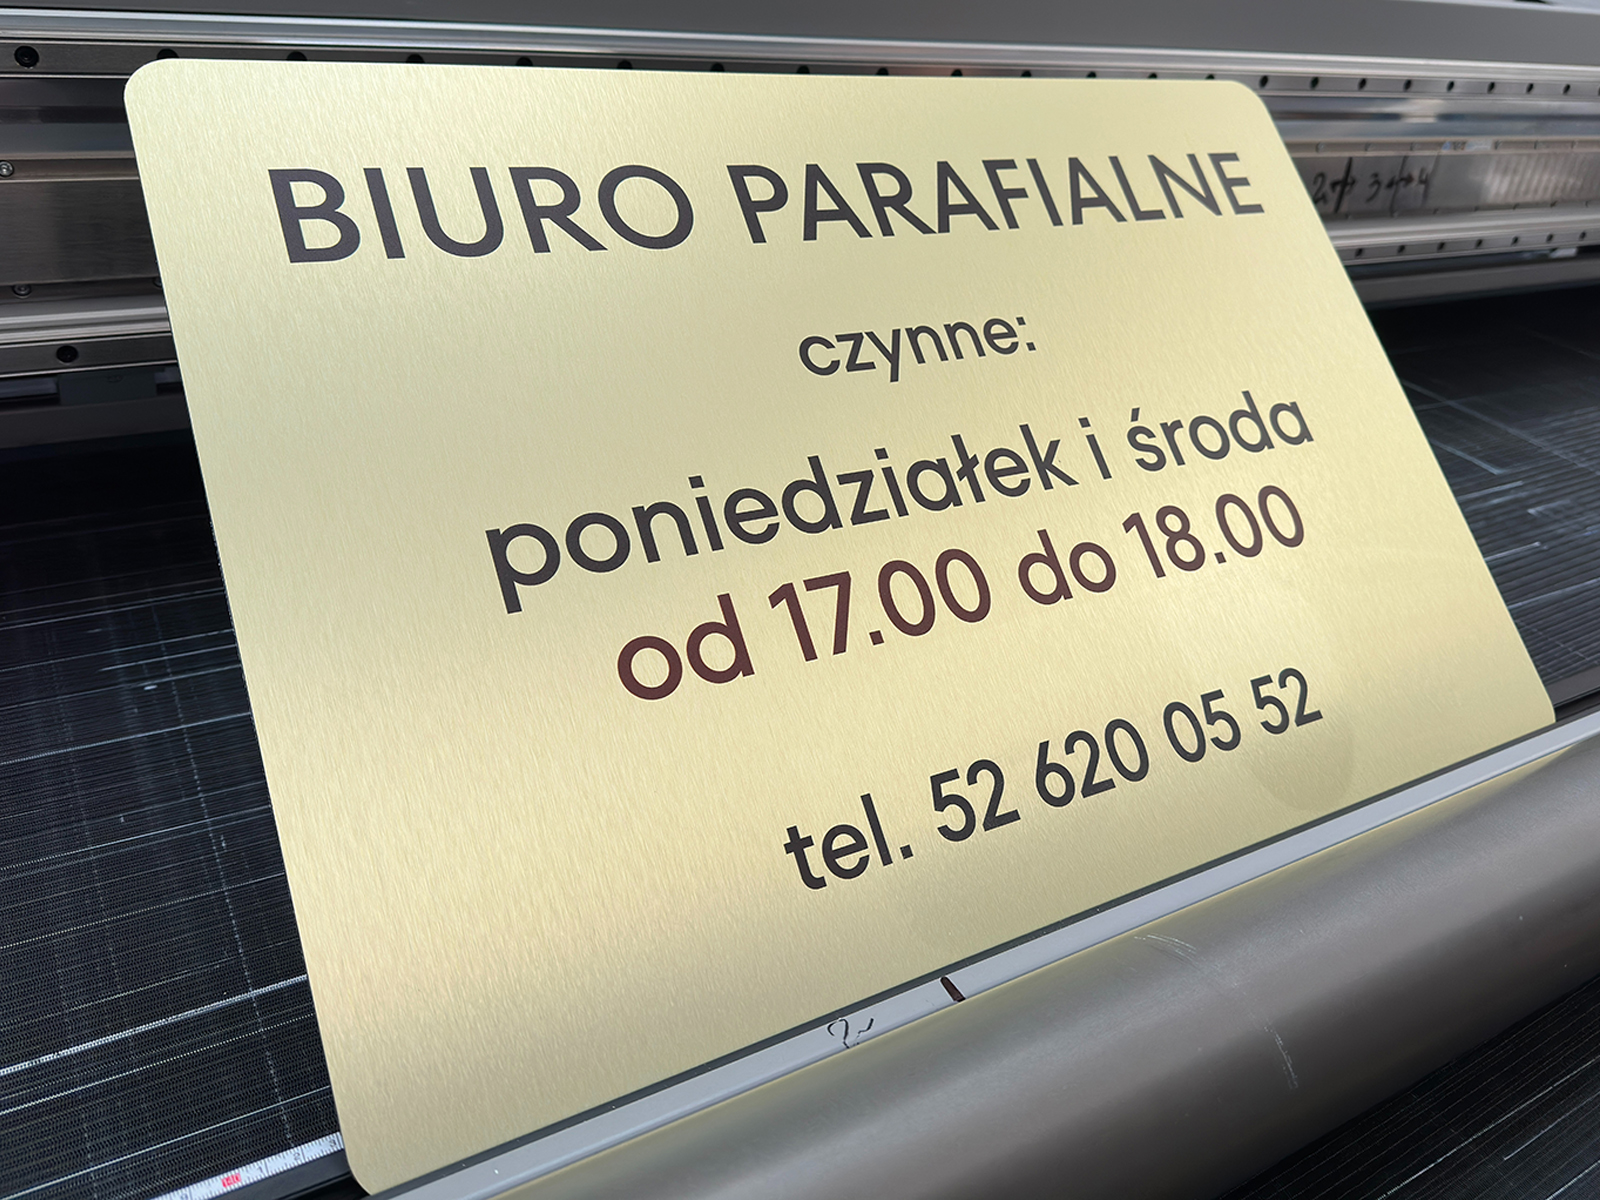 BIURO PARAFIALNE
czynne:
poniedziałek i środa
od 17.00 do 18.00
tel. 52 620 05 52